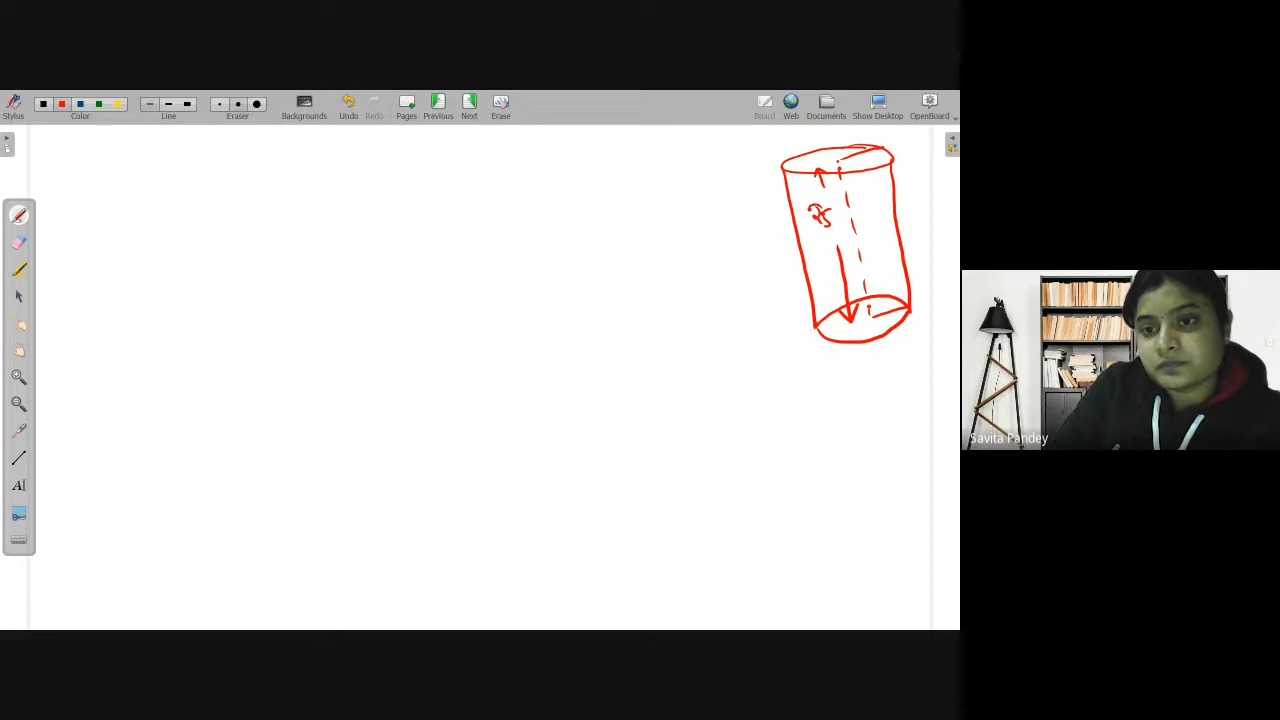 Stylus
Color
Line
Eraser
Backgrounds
Undo
Redo
Pages
Previous
Next
Erase
Board
Web
Documents
Show Desktop
OpenBoard
25
A
Savita Pandey